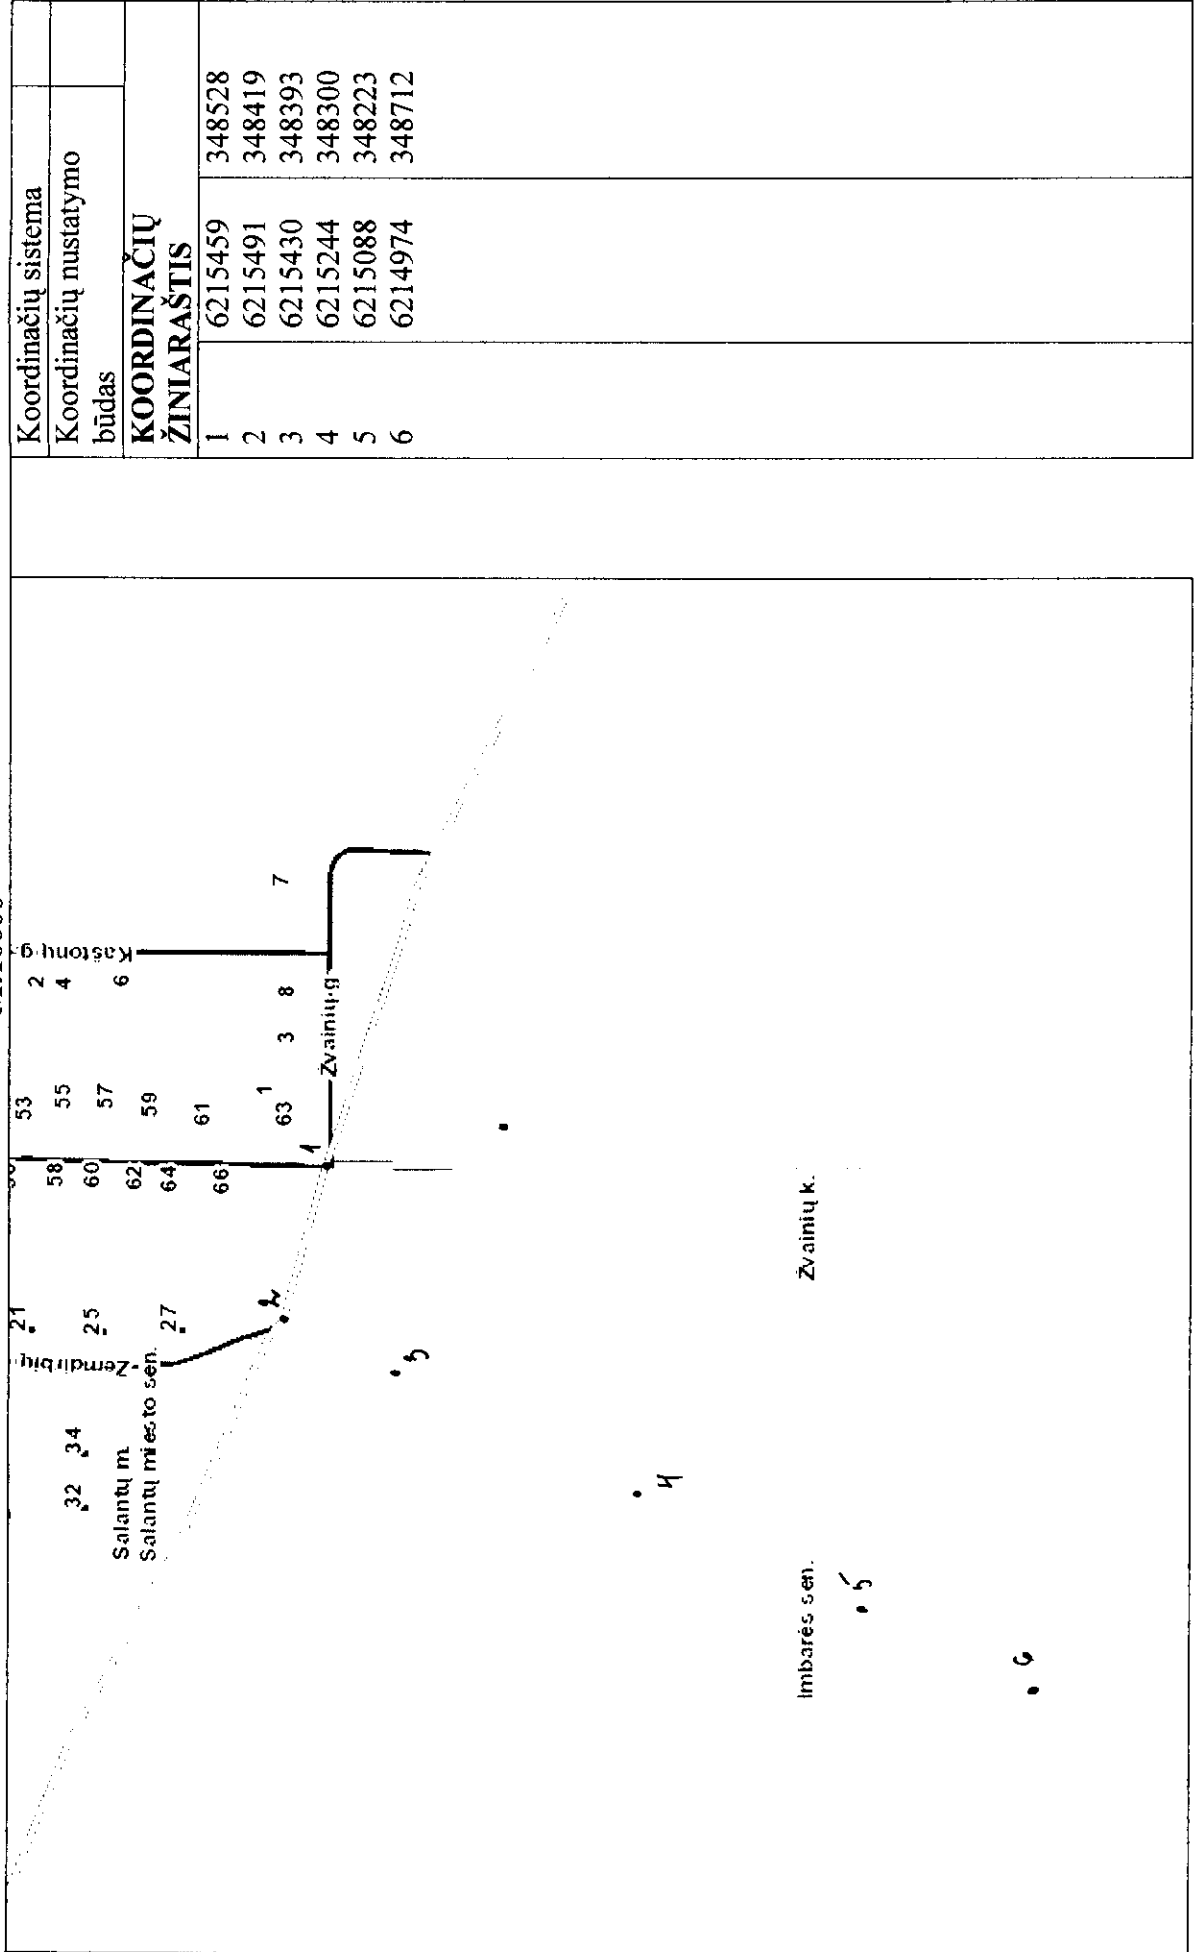 Kaštonų g.
53
55
57
59
61
63
1
3
8
2
4
6
7
Žvainių g.
58
60
62
64
66
1
21
25
27
2
Žemdirbių
32
34
Salantų m.
Salantų miesto sen.
3
4
Imbarės sen.
Žvainių k.
5
6
Koordinačių sistema
Koordinačių nustatymo
būdas
KOORDINAČIŲ
ŽINIARAŠTIS
1 6215459 348528
2 6215491 348419
3 6215430 348393
4 6215244 348300
5 6215088 348223
6 6214974 348712